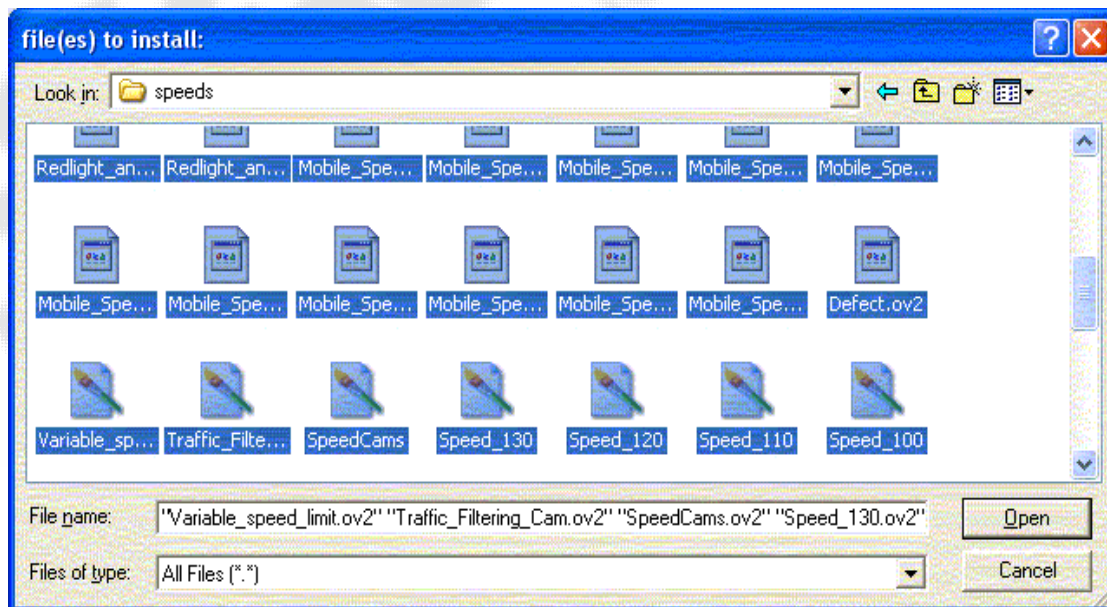 file(es) to install:
Look in: speeds
Redlight_an... Redlight_an... Mobile_Spe... Mobile_Spe... Mobile_Spe... Mobile_Spe... Mobile_Spe...
Mobile_Spe... Mobile_Spe... Mobile_Spe... Mobile_Spe... Mobile_Spe... Mobile_Spe... Defect.ov2
Variable_sp... Traffic_Filte... SpeedCams Speed_130 Speed_120 Speed_110 Speed_100
File name: "Variable_speed_limit.ov2" "Traffic_Filtering_Cam.ov2" "SpeedCams.ov2" "Speed_130.ov2" Open
Files of type: All Files (*.*) Cancel